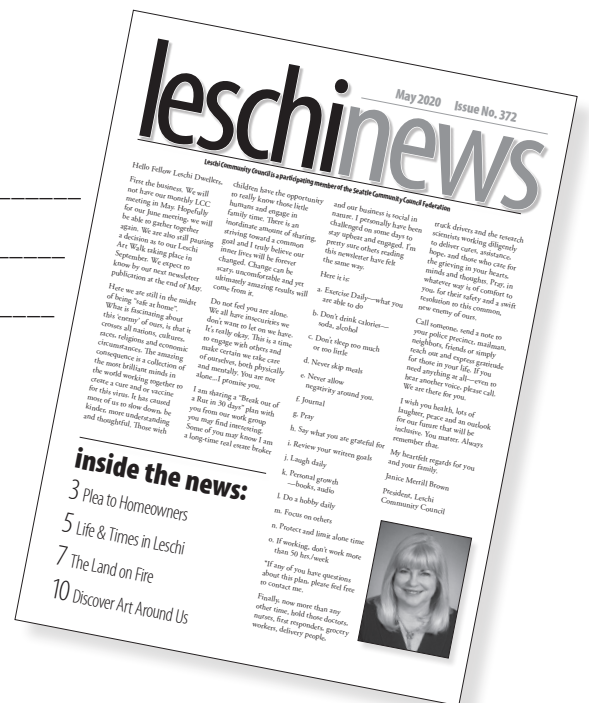 May 2020 Issue No. 372
leschinews
Leschi Community Council is a participating member of the Seattle Community Council Federation
Hello Fellow Leschi Dwellers,
First the business. We will
not have our monthly LCC
meeting in May. Hopefully
for our June meeting, we will
be able to gather together
again. We are also still pausing
a decision as to our Leschi
Art Walk taking place in
September. We expect to
know by our next newsletter
publication at the end of May.
Here we are still in the midst
of being "safe at home".
What is fascinating about
this 'enemy' of ours, is that it
crosses all nations, cultures,
races, religions and economic
circumstances. The amazing
consequence is a collection of
the most brilliant minds in
the world working together to
create a cure and or vaccine
for this virus. It has caused
most of us to slow down, be
kinder, more understanding
and thoughtful. Those with
children have the opportunity
to really know those little
humans and engage in
family time. There is an
inordinate amount of sharing,
striving toward a common
goal and I truly believe our
inner lives will be forever
changed. Change can be
scary, uncomfortable and yet
ultimately amazing results will
come from it.
Do not feel you are alone.
We all have insecurities we
don't want to let on we have.
It's really okay. This is a time
to engage with others and
make certain we take care
of ourselves, both physically
and mentally. You are not
alone...I promise you.
I am sharing a "Break out of
a Rut in 30 days" plan with
you from our work group
you may find interesting.
Some of you may know I am
a long-time real estate broker
and our business is social in
nature. I personally have been
challenged on some days to
stay upbeat and engaged. I'm
pretty sure others reading
this newsletter have felt
the same way.
Here it is:
a. Exercise Daily—what you
are able to do
b. Don't drink calories—
soda, alcohol
c. Don't sleep too much
or too little
d. Never skip meals
e. Never allow
negativity around you.
f. Journal
g. Pray
h. Say what you are grateful for
i. Review your written goals
j. Laugh daily
k. Personal growth
—books, audio
l. Do a hobby daily
m. Focus on others
n. Protect and limit alone time
o. If working, don't work more
than 50 hrs./week
*If any of you have questions
about this plan, please feel free
to contact me.
Finally, now more than any
other time, hold those doctors,
nurses, first responders, grocery
workers, delivery people,
truck drivers and the research
scientists working diligently
to deliver cures, assistance,
hope, and those who care for
the grieving in your hearts,
minds and thoughts. Pray, in
whatever way is of comfort to
you, for their safety and a swift
resolution to this common,
new enemy of ours.
Call someone, send a note to
your police precinct, mailman,
neighbors, friends or simply
reach out and express gratitude
for those in your life. If you
need anything at all—even to
hear another voice, please call.
We are there for you.
I wish you health, lots of
laughter, peace and an outlook
for our future that will be
inclusive. You matter. Always
remember that.
My heartfelt regards for you
and your family.
Janice Merrill Brown
President, Leschi
Community Council
inside the news:
3 Plea to Homeowners
5 Life & Times in Leschi
7 The Land on Fire
10 Discover Art Around Us